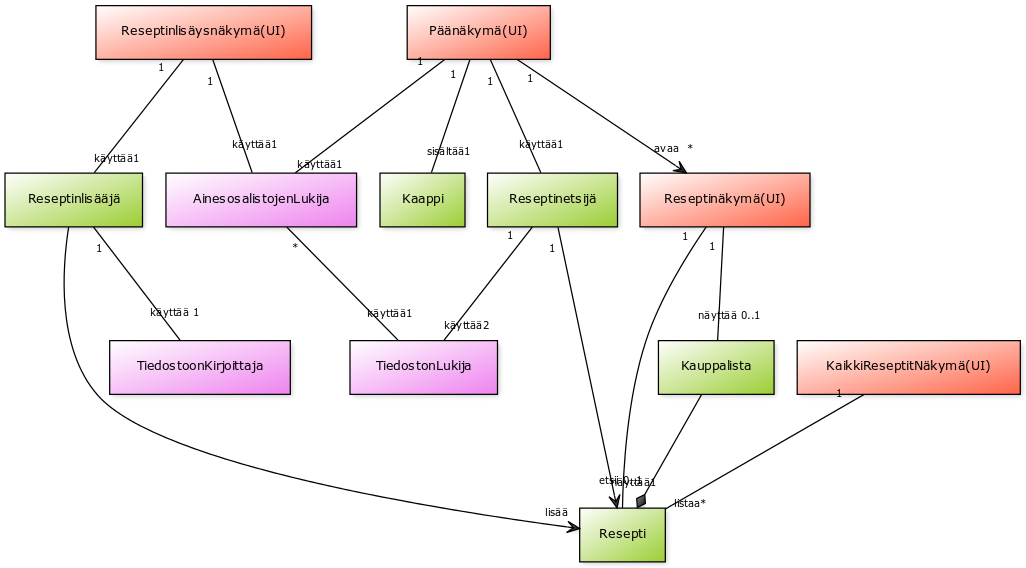 Reseptinlisäysnäkymä(UI)
Päänäkymä(UI)
1
1
1
1
1
1
käyttää1
käyttää1
käyttää1
sisältää1
käyttää1
avaa *
Reseptinlisääjä
AinesosalistojenLukija
Kaappi
Reseptinetsijä
Reseptinäkymä(UI)
1
*
1
1
1
1
käyttää 1
käyttää1
käyttää2
näyttää 0..1
TiedostoonKirjoittaja
TiedostonLukija
Kauppalista
KaikkiReseptitNäkymä(UI)
1
etsii 0..1
näyttää1
listaa*
lisää
Resepti